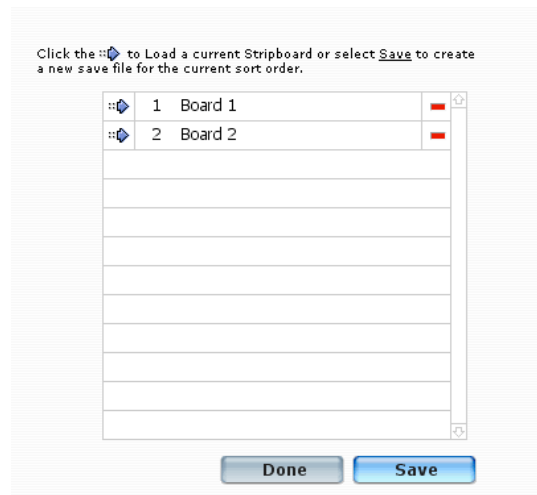 Click the to Load a current Stripboard or select Save to create
a new save file for the current sort order.
1 Board 1
2 Board 2
Done Save